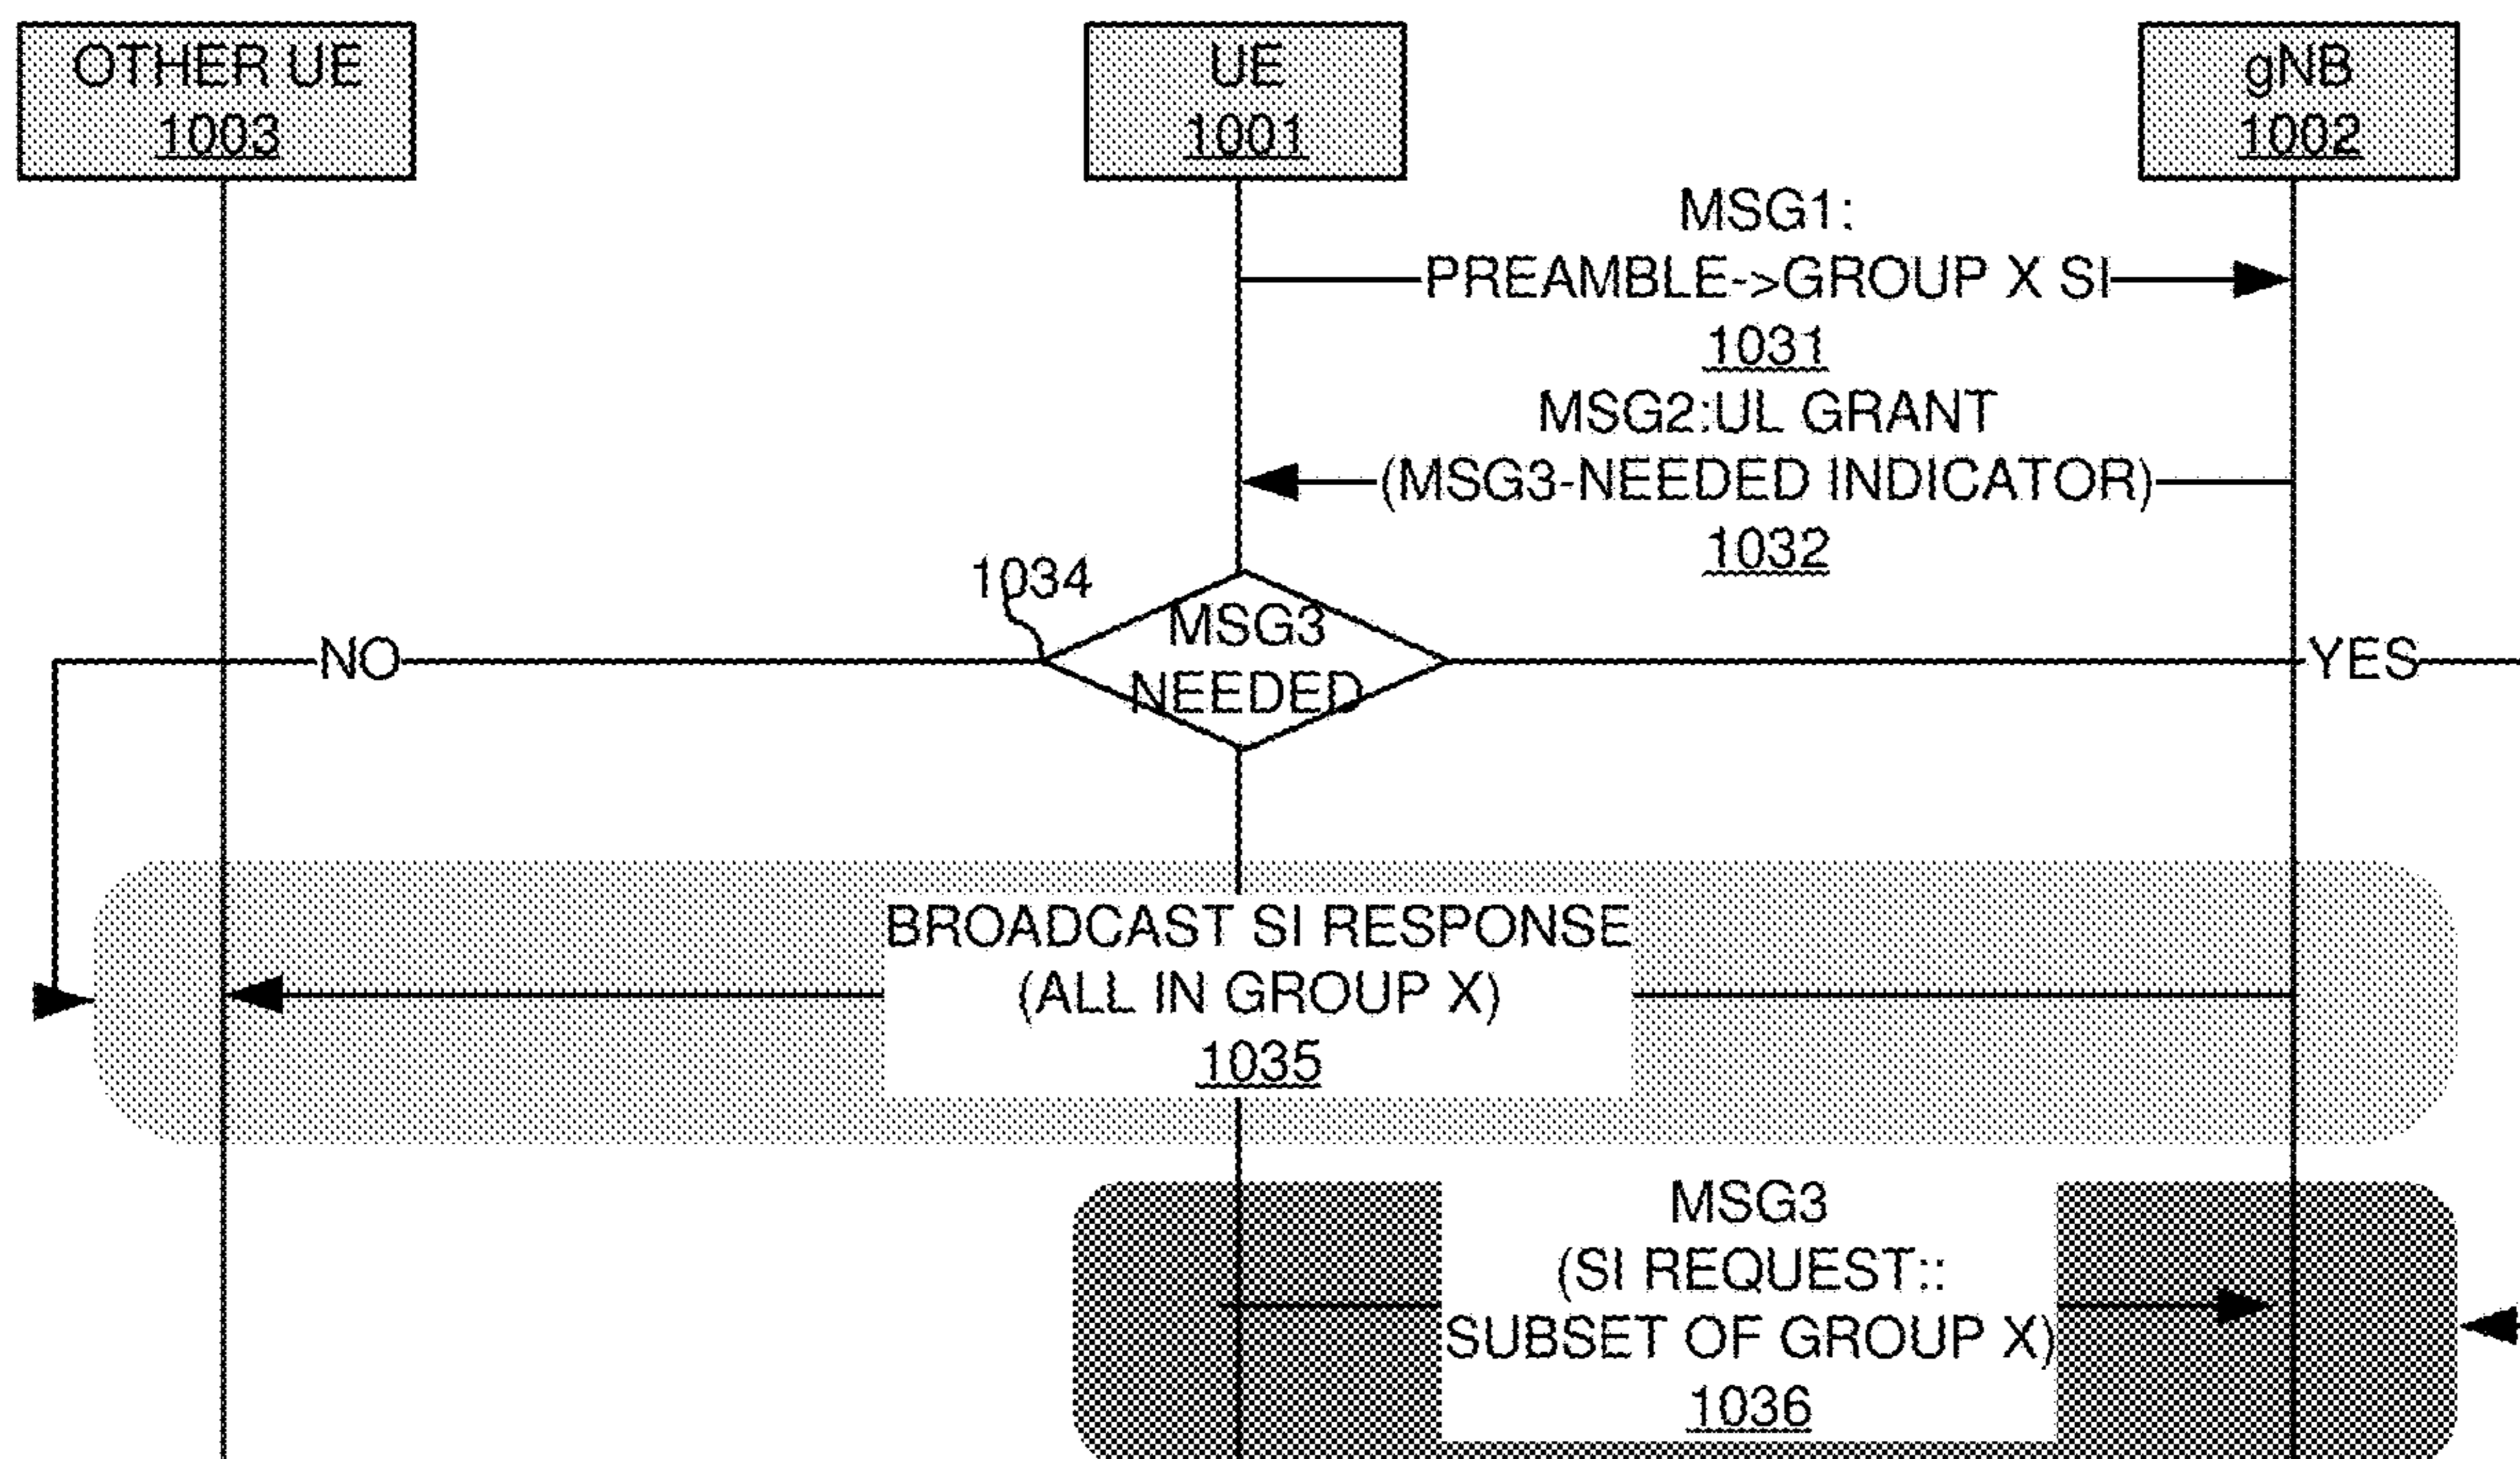 OTHER UE
1003
UE
1001
gNB
1002
MSG1:
PREAMBLE->GROUP X SI
1031
MSG2:UL GRANT
(MSG3-NEEDED INDICATOR)
1032
1034
MSG3
NEEDED
NO
YES
BROADCAST SI RESPONSE
(ALL IN GROUP X)
1035
MSG3
(SI REQUEST::
SUBSET OF GROUP X)
1036